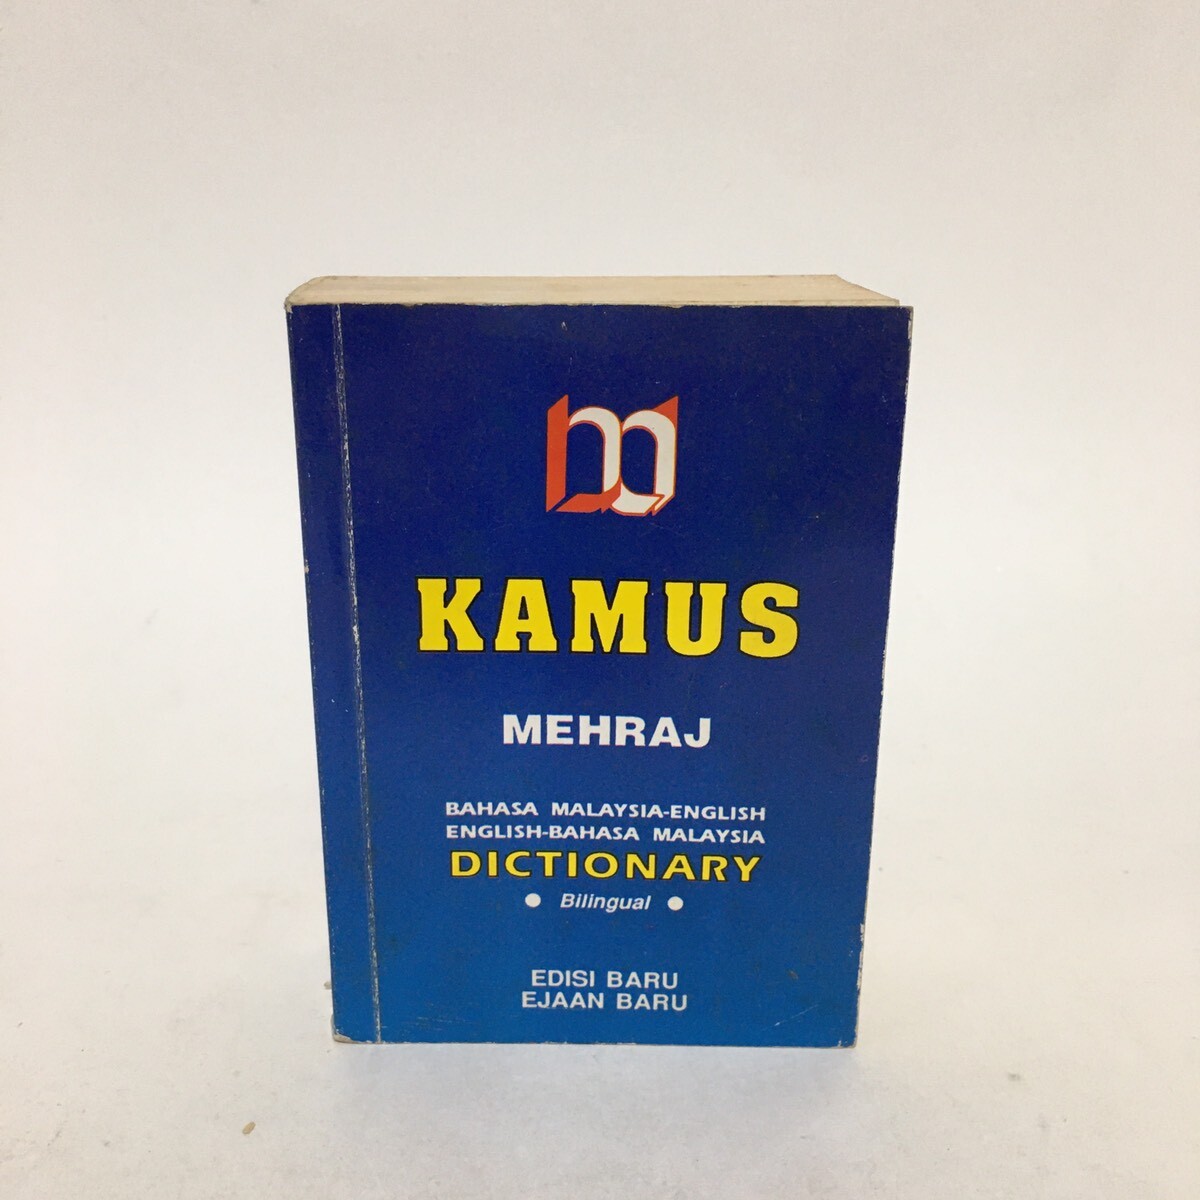 KAMUS
MEHRAJ
BAHASA MALAYSIA-ENGLISH
ENGLISH-BAHASA MALAYSIA
DICTIONARY
● Bilingual ●
EDISI BARU
EJAAN BARU